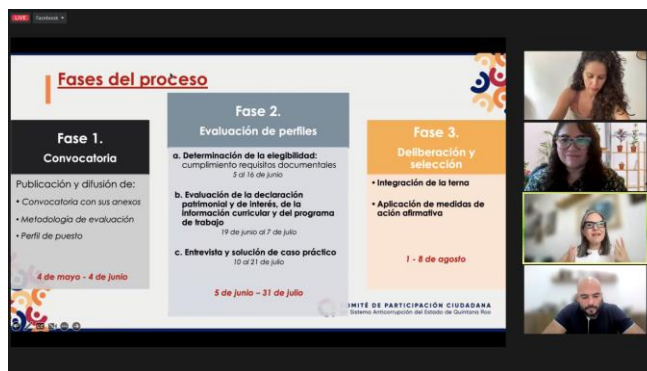 LIVE
Facebook
Fases del proceso
Fase 1.
Convocatoria
Publicación y difusión de:
• Convocatoria con sus anexos
• Metodología de evaluación
• Perfil de puesto
4 de mayo - 4 de junio
Fase 2.
Evaluación de perfiles
a. Determinación de la elegibilidad:
cumplimiento requisitos documentales
5 al 16 de junio
b. Evaluación de la declaración
patrimonial y de interés, de la
información curricular y del programa
de trabajo
19 de junio al 7 de julio
c. Entrevista y solución de caso práctico
10 al 21 de julio
5 de junio – 31 de julio
Fase 3.
Deliberación y
selección
• Integración de la terna
• Aplicación de medidas de
ación afirmativa
1 - 8 de agosto
MITÉ DE PARTICIPACIÓN CIUDADANA
Sistema Anticorrupción del Estado de Quintana Roo